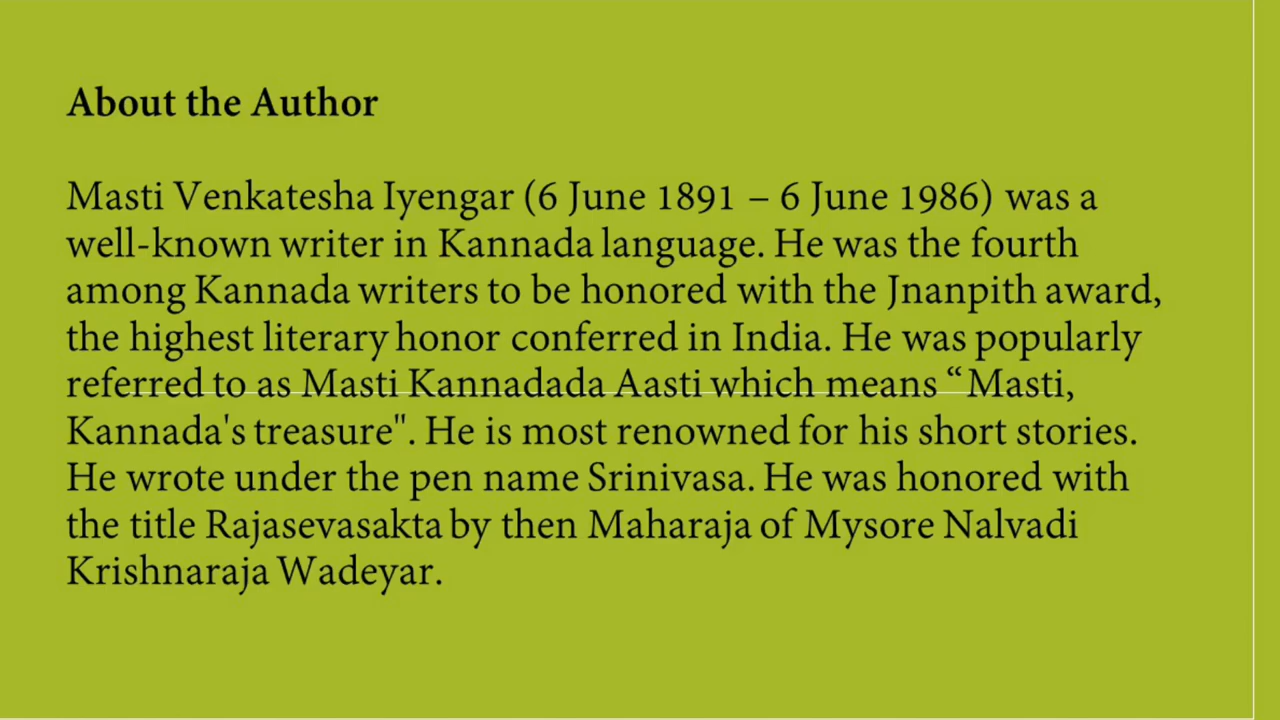 About the Author
Masti Venkatesha Iyengar (6 June 1891 – 6 June 1986) was a
well-known writer in Kannada language. He was the fourth
among Kannada writers to be honored with the Jnanpith award,
the highest literary honor conferred in India. He was popularly
referred to as Masti Kannadada Aasti which means “Masti,
Kannada's treasure". He is most renowned for his short stories.
He wrote under the pen name Srinivasa. He was honored with
the title Rajasevasakta by then Maharaja of Mysore Nalvadi
Krishnaraja Wadeyar.